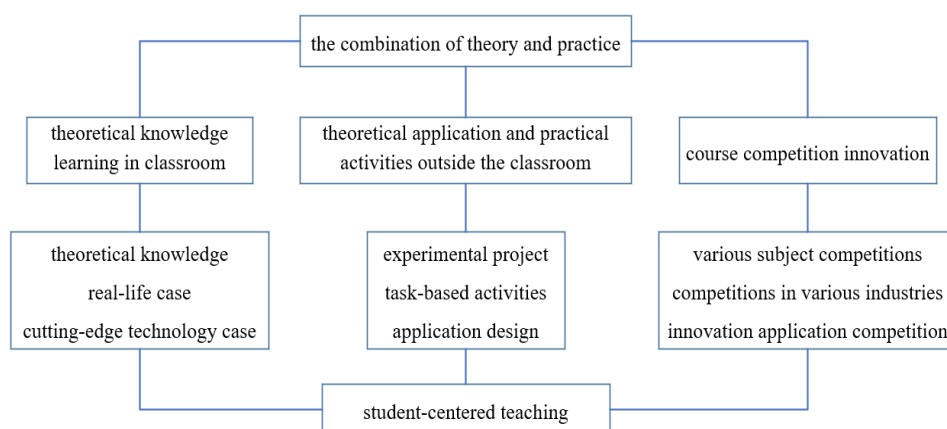 the combination of theory and practice
theoretical knowledge
learning in classroom
theoretical application and practical
activities outside the classroom
course competition innovation
theoretical knowledge
real-life case
cutting-edge technology case
experimental project
task-based activities
application design
various subject competitions
competitions in various industries
innovation application competition
student-centered teaching